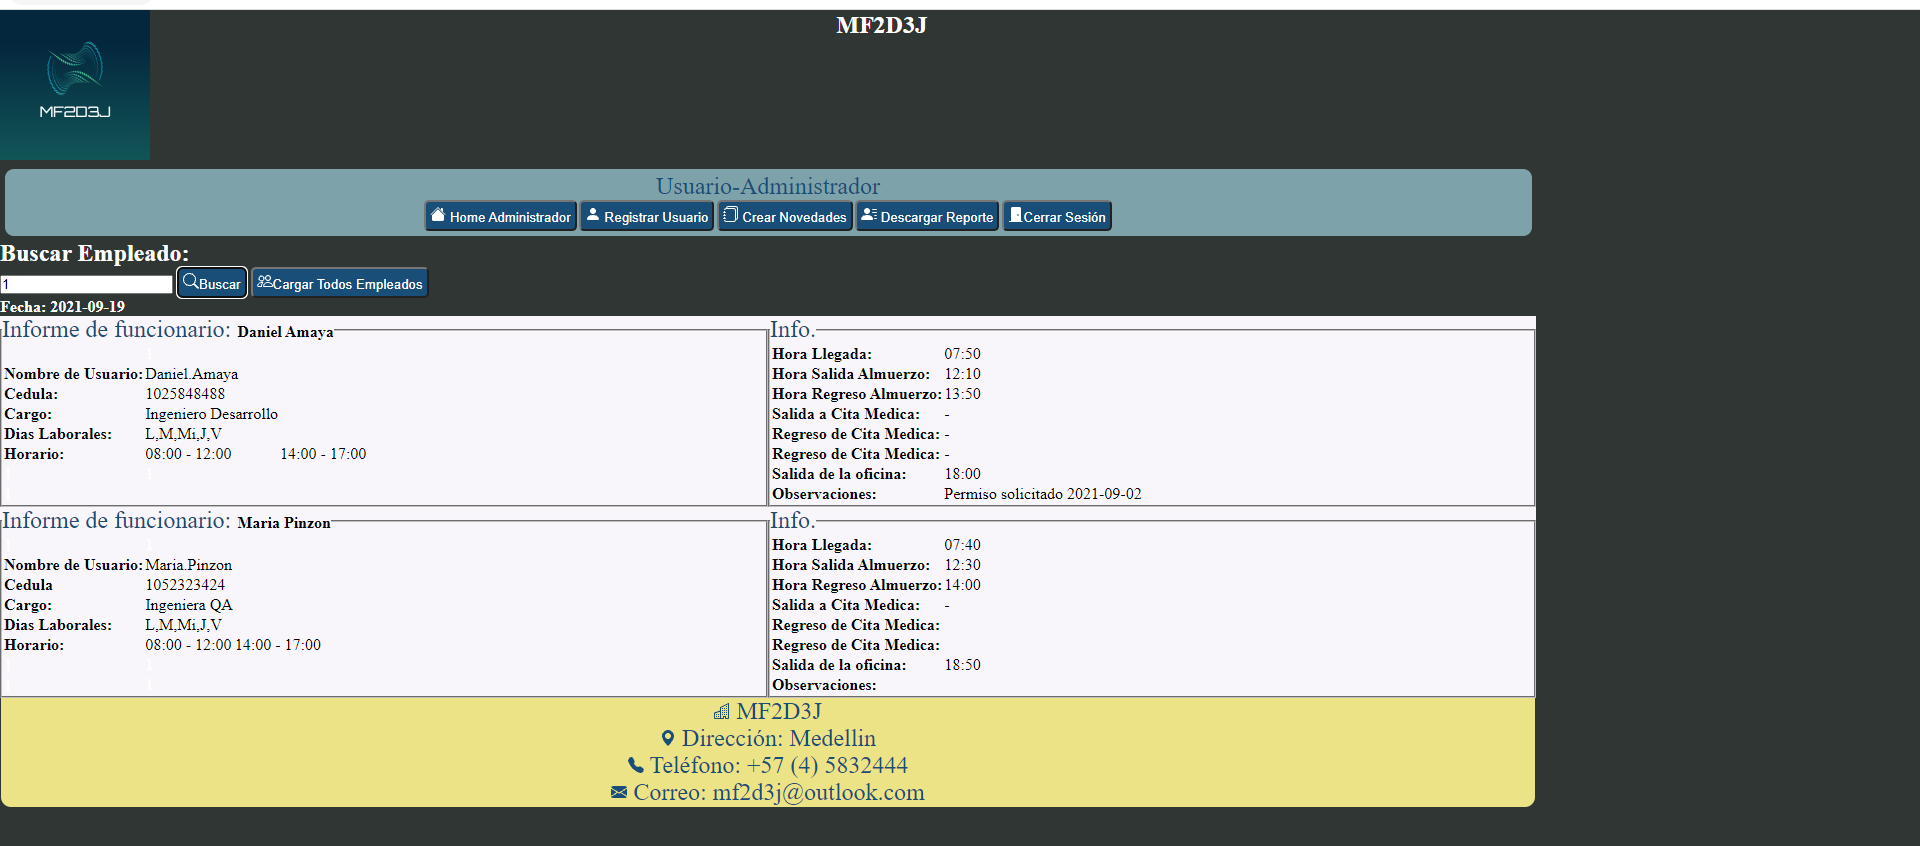 MF2D3J
MF2D3J
Usuario-Administrador
Home Administrador Registrar Usuario Crear Novedades Descargar Reporte Cerrar Sesión
Buscar Empleado:
1 Buscar Cargar Todos Empleados
Fecha: 2021-09-19
Informe de funcionario: Daniel Amaya
1
Nombre de Usuario: Daniel.Amaya
Cedula: 1025848488
Cargo: Ingeniero Desarrollo
Dias Laborales: L,M,Mi,J,V
Horario: 08:00 - 12:00 14:00 - 17:00
1
Info.
Hora Llegada: 07:50
Hora Salida Almuerzo: 12:10
Hora Regreso Almuerzo: 13:50
Salida a Cita Medica: -
Regreso de Cita Medica: -
Regreso de Cita Medica: -
Salida de la oficina: 18:00
Observaciones: Permiso solicitado 2021-09-02
Informe de funcionario: Maria Pinzon
Nombre de Usuario: Maria.Pinzon
Cedula 1052323424
Cargo: Ingeniera QA
Dias Laborales: L,M,Mi,J,V
Horario: 08:00 - 12:00 14:00 - 17:00
Info.
Hora Llegada: 07:40
Hora Salida Almuerzo: 12:30
Hora Regreso Almuerzo: 14:00
Salida a Cita Medica: -
Regreso de Cita Medica:
Regreso de Cita Medica:
Salida de la oficina: 18:50
Observaciones:
MF2D3J
Dirección: Medellin
Teléfono: +57 (4) 5832444
Correo: mf2d3j@outlook.com